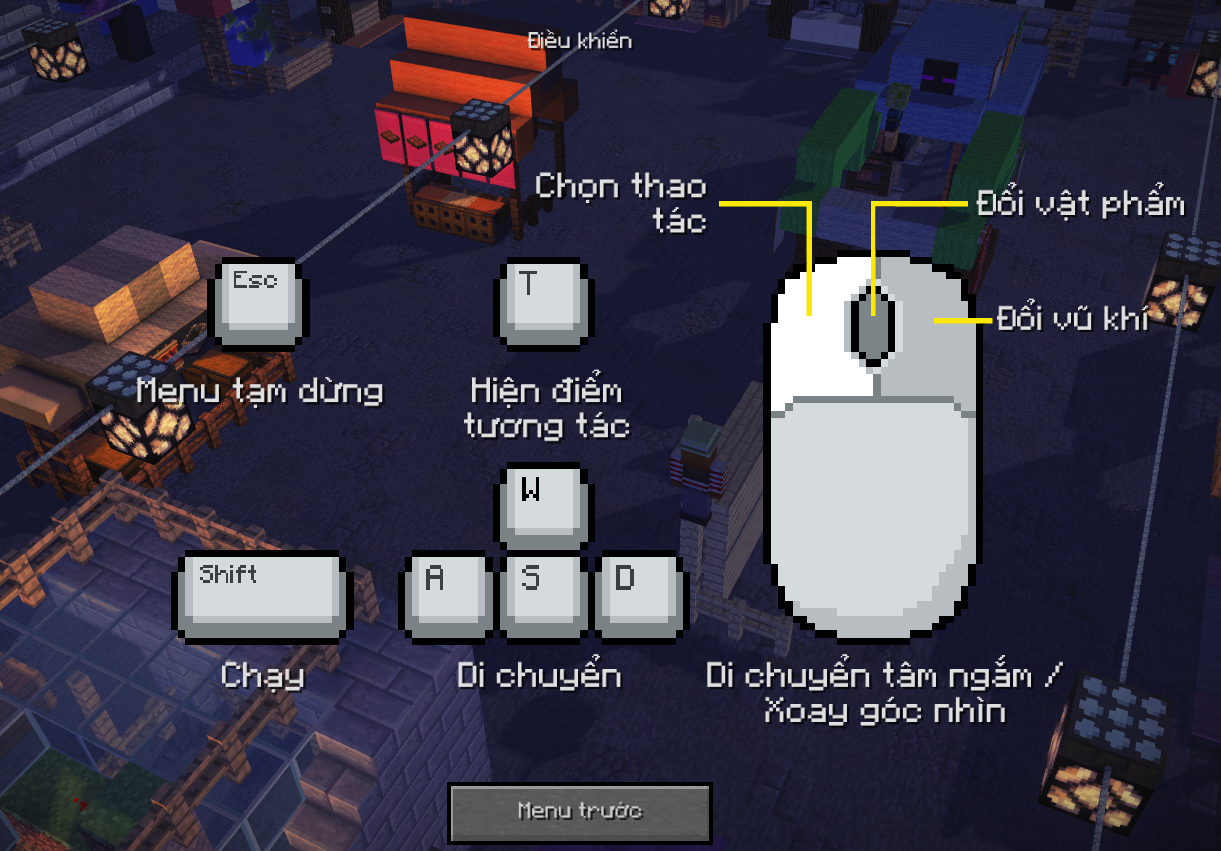 Điều khiển
Chọn thao
tác
Đổi vật phẩm
Đổi vũ khí
Esc
T
Menu tạm dừng
Hiện điểm
tương tác
W
Shift
A
S
D
Chạy
Di chuyển
Di chuyển tâm ngắm /
Xoay góc nhìn
Menu trước